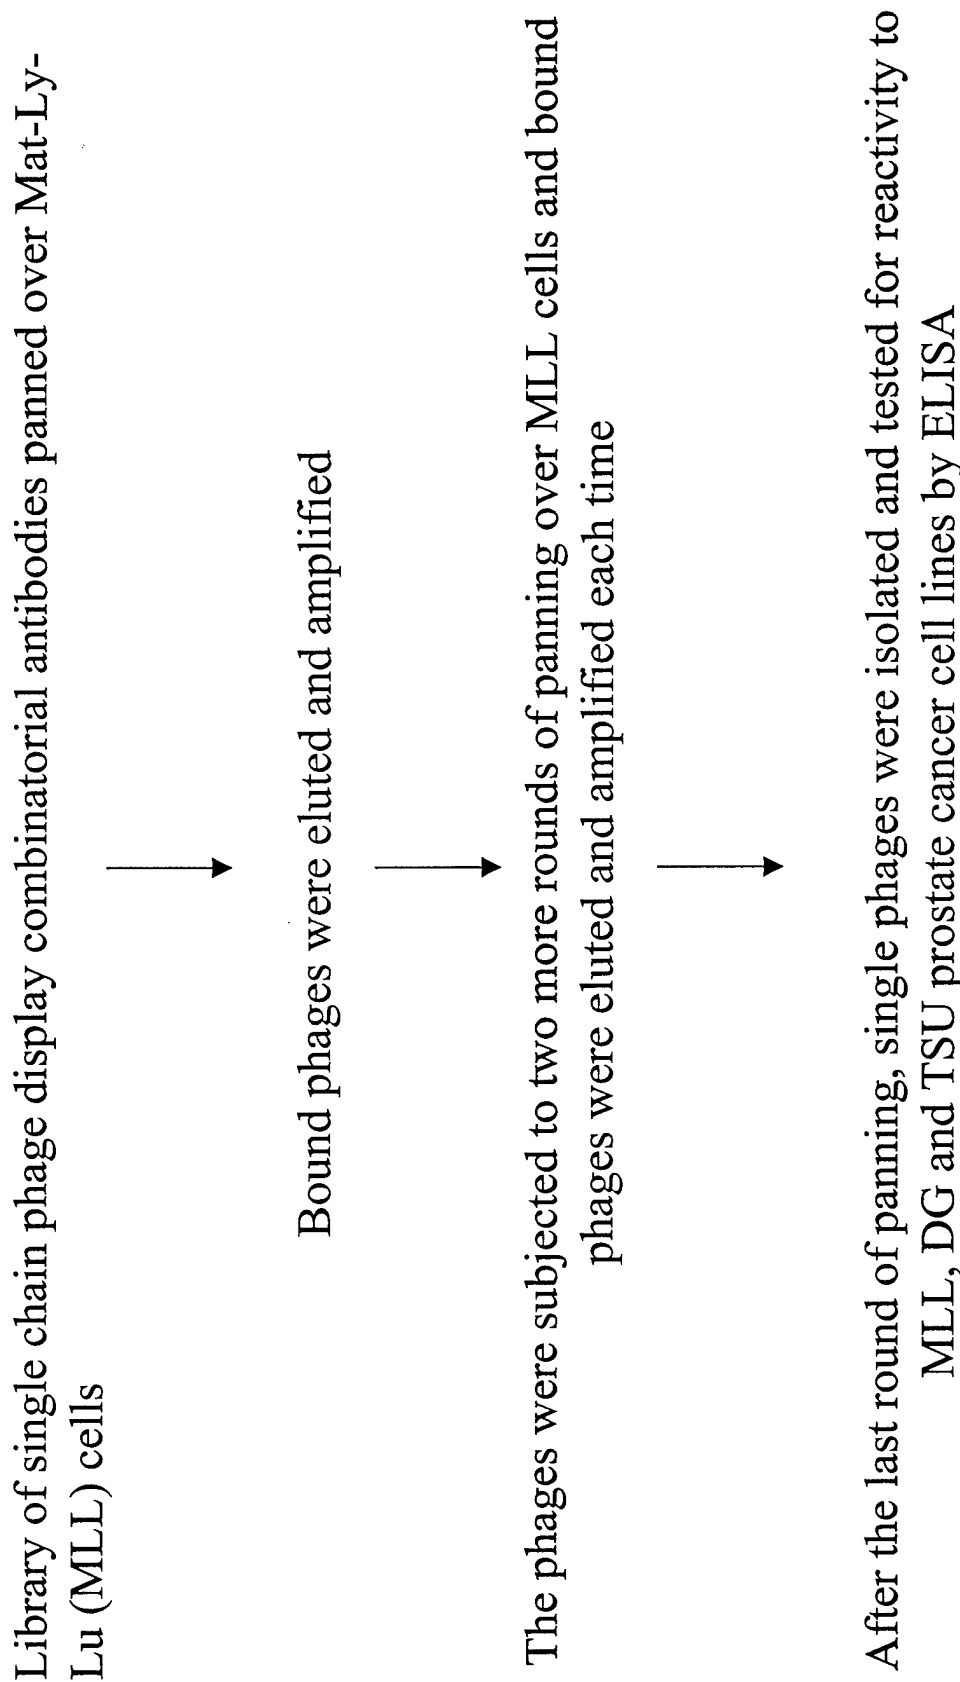 Library of single chain phage display combinatorial antibodies panned over Mat-Ly-
Lu (MLL) cells
Bound phages were eluted and amplified
The phages were subjected to two more rounds of panning over MLL cells and bound
phages were eluted and amplified each time
After the last round of panning, single phages were isolated and tested for reactivity to
MLL, DG and TSU prostate cancer cell lines by ELISA